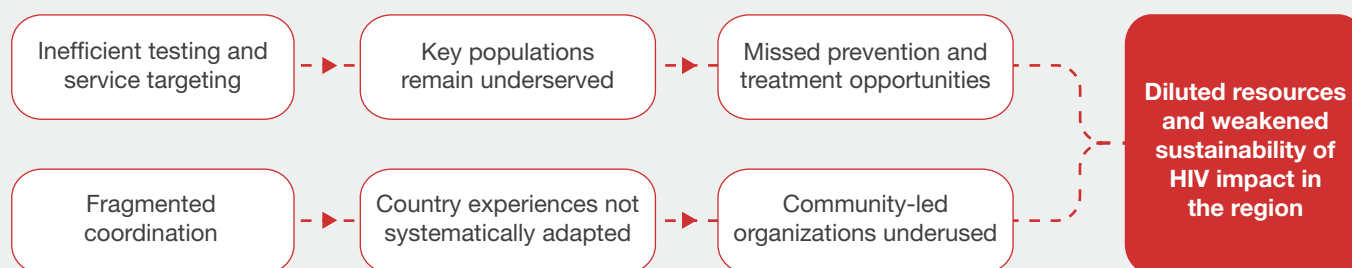 Inefficient testing and
service targeting
Key populations
remain underserved
Missed prevention and
treatment opportunities
Fragmented
coordination
Country experiences not
systematically adapted
Community-led
organizations underused
Diluted resources
and weakened
sustainability of
HIV impact in
the region